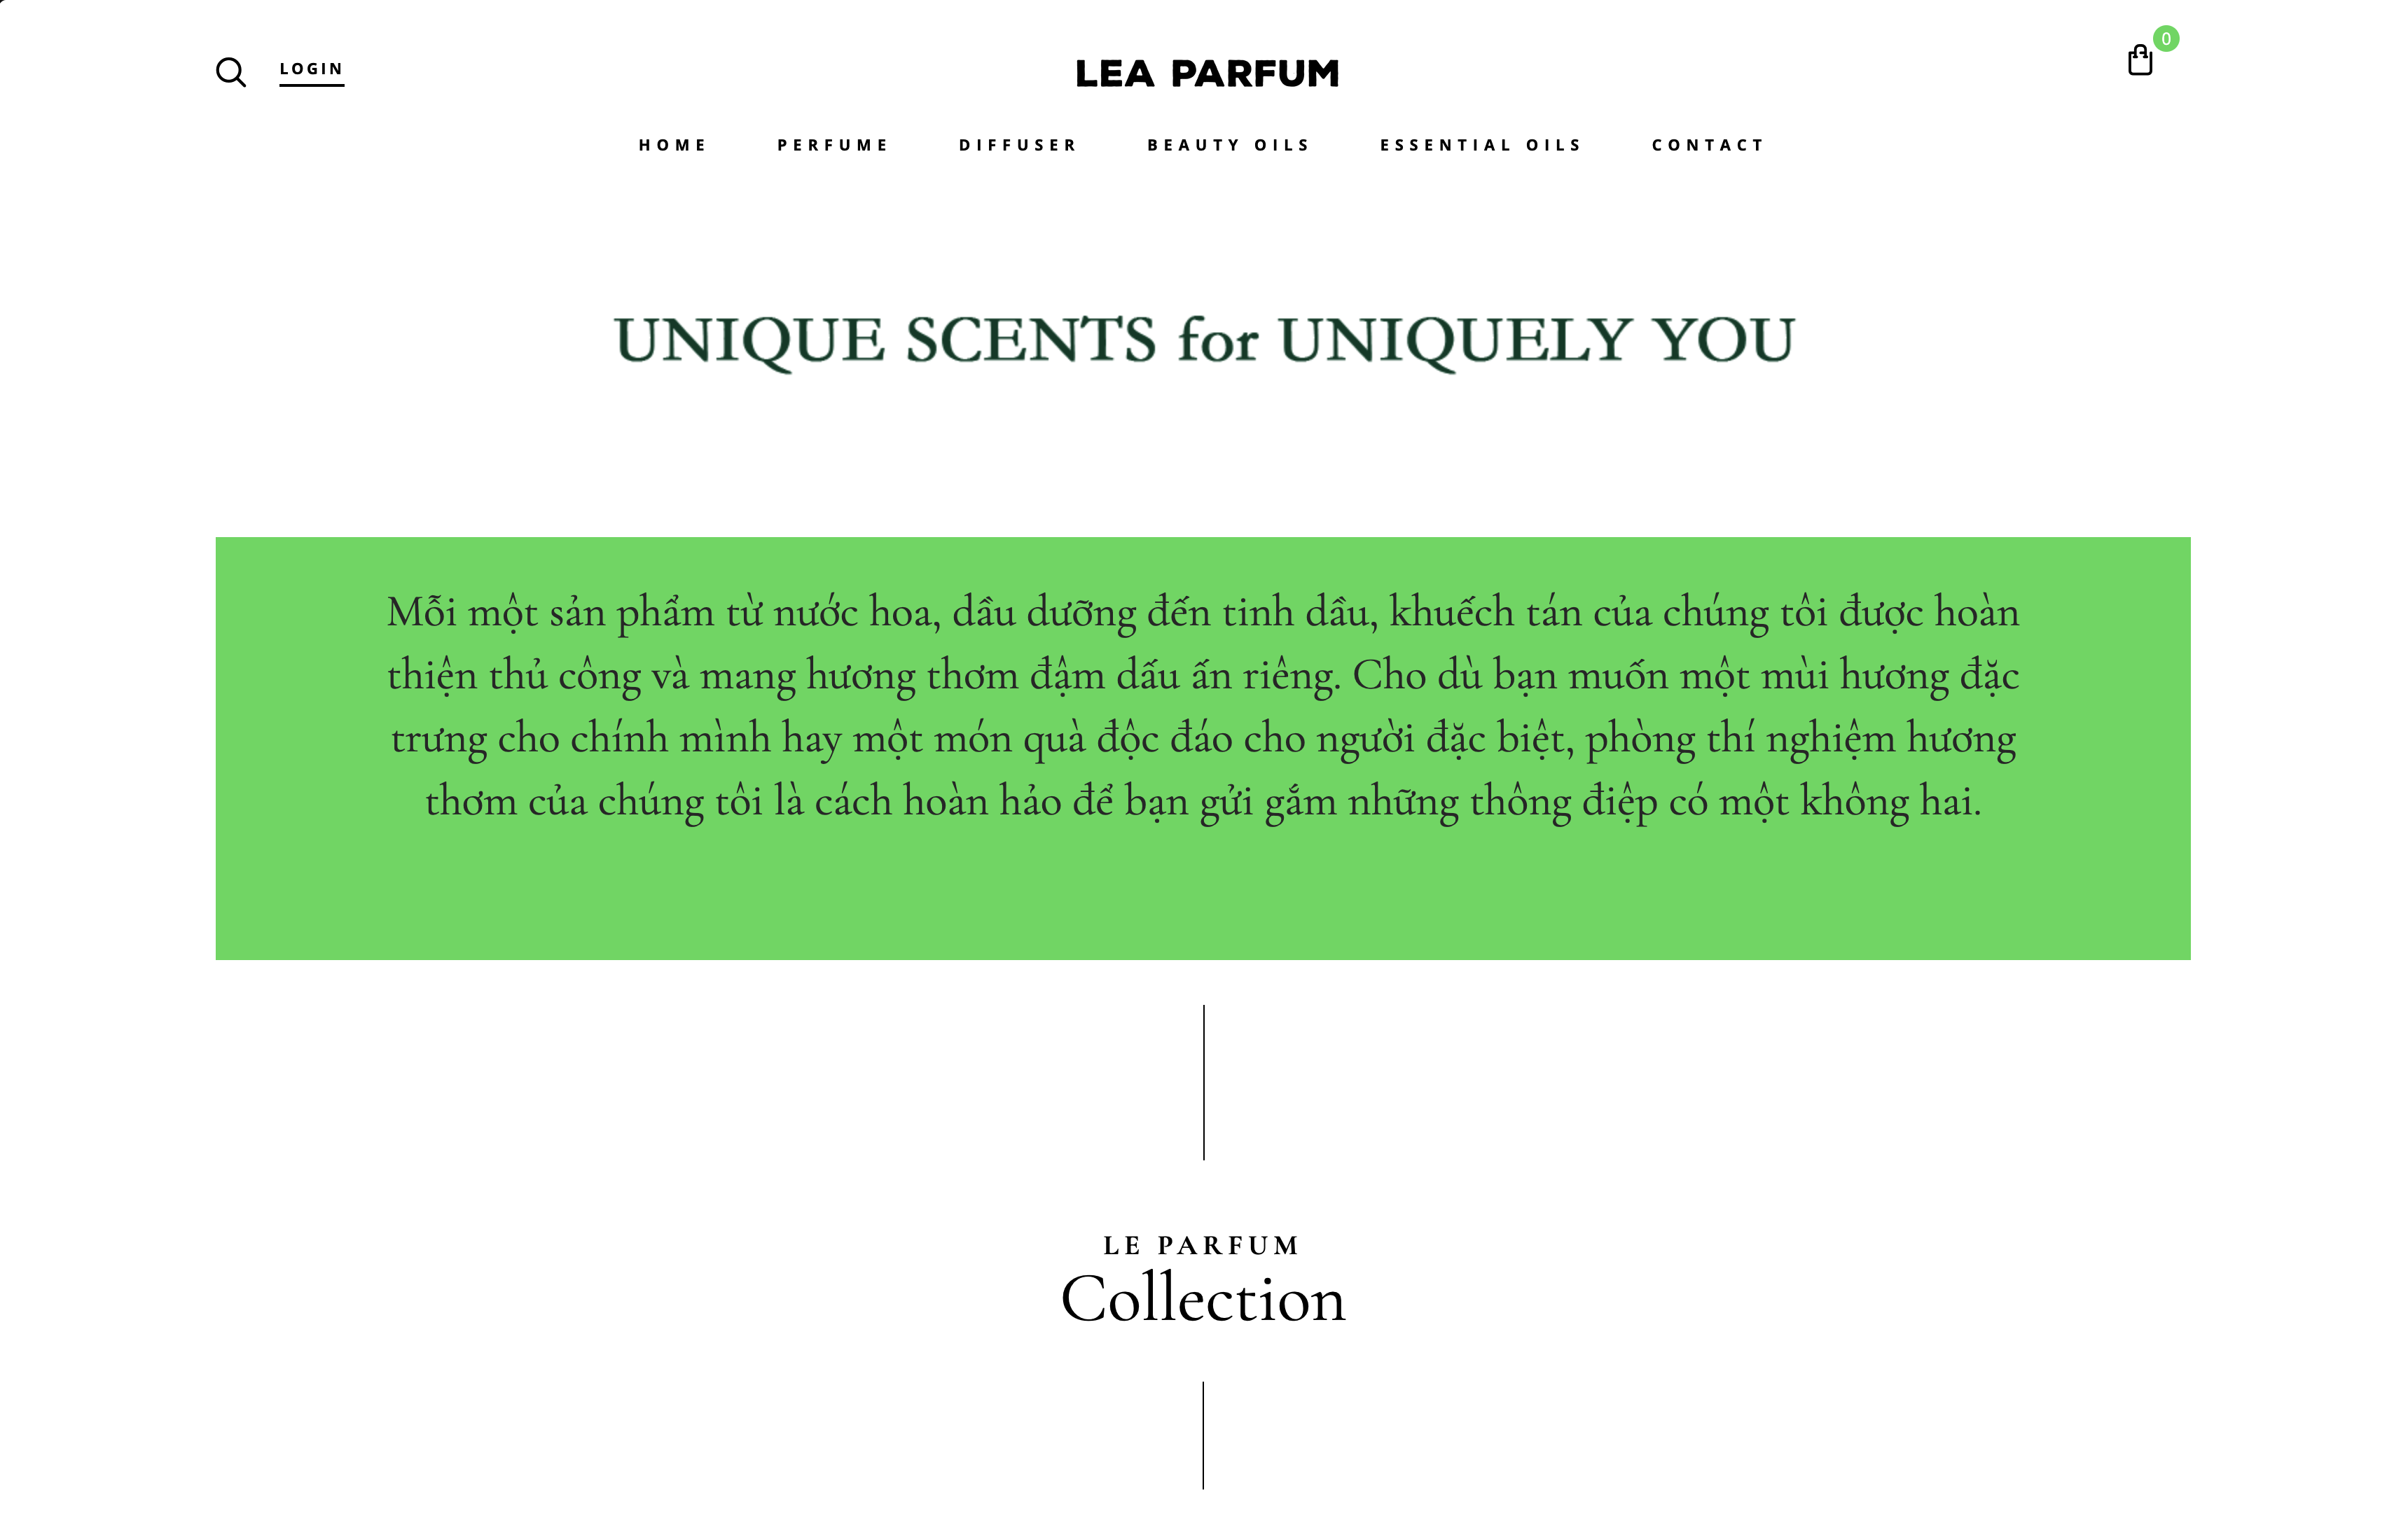 LOGIN
LEA PARFUM
0
HOME PERFUME DIFFUSER BEAUTY OILS ESSENTIAL OILS CONTACT
UNIQUE SCENTS for UNIQUELY YOU
Mỗi một sản phẩm từ nước hoa, dầu dưỡng đến tinh dầu, khuếch tán của chúng tôi được hoàn
thiện thủ công và mang hương thơm đậm dấu ấn riêng. Cho dù bạn muốn một mùi hương đặc
trưng cho chính mình hay một món quà độc đáo cho người đặc biệt, phòng thí nghiệm hương
thơm của chúng tôi là cách hoàn hảo để bạn gửi gắm những thông điệp có một không hai.
LE PARFUM
Collection